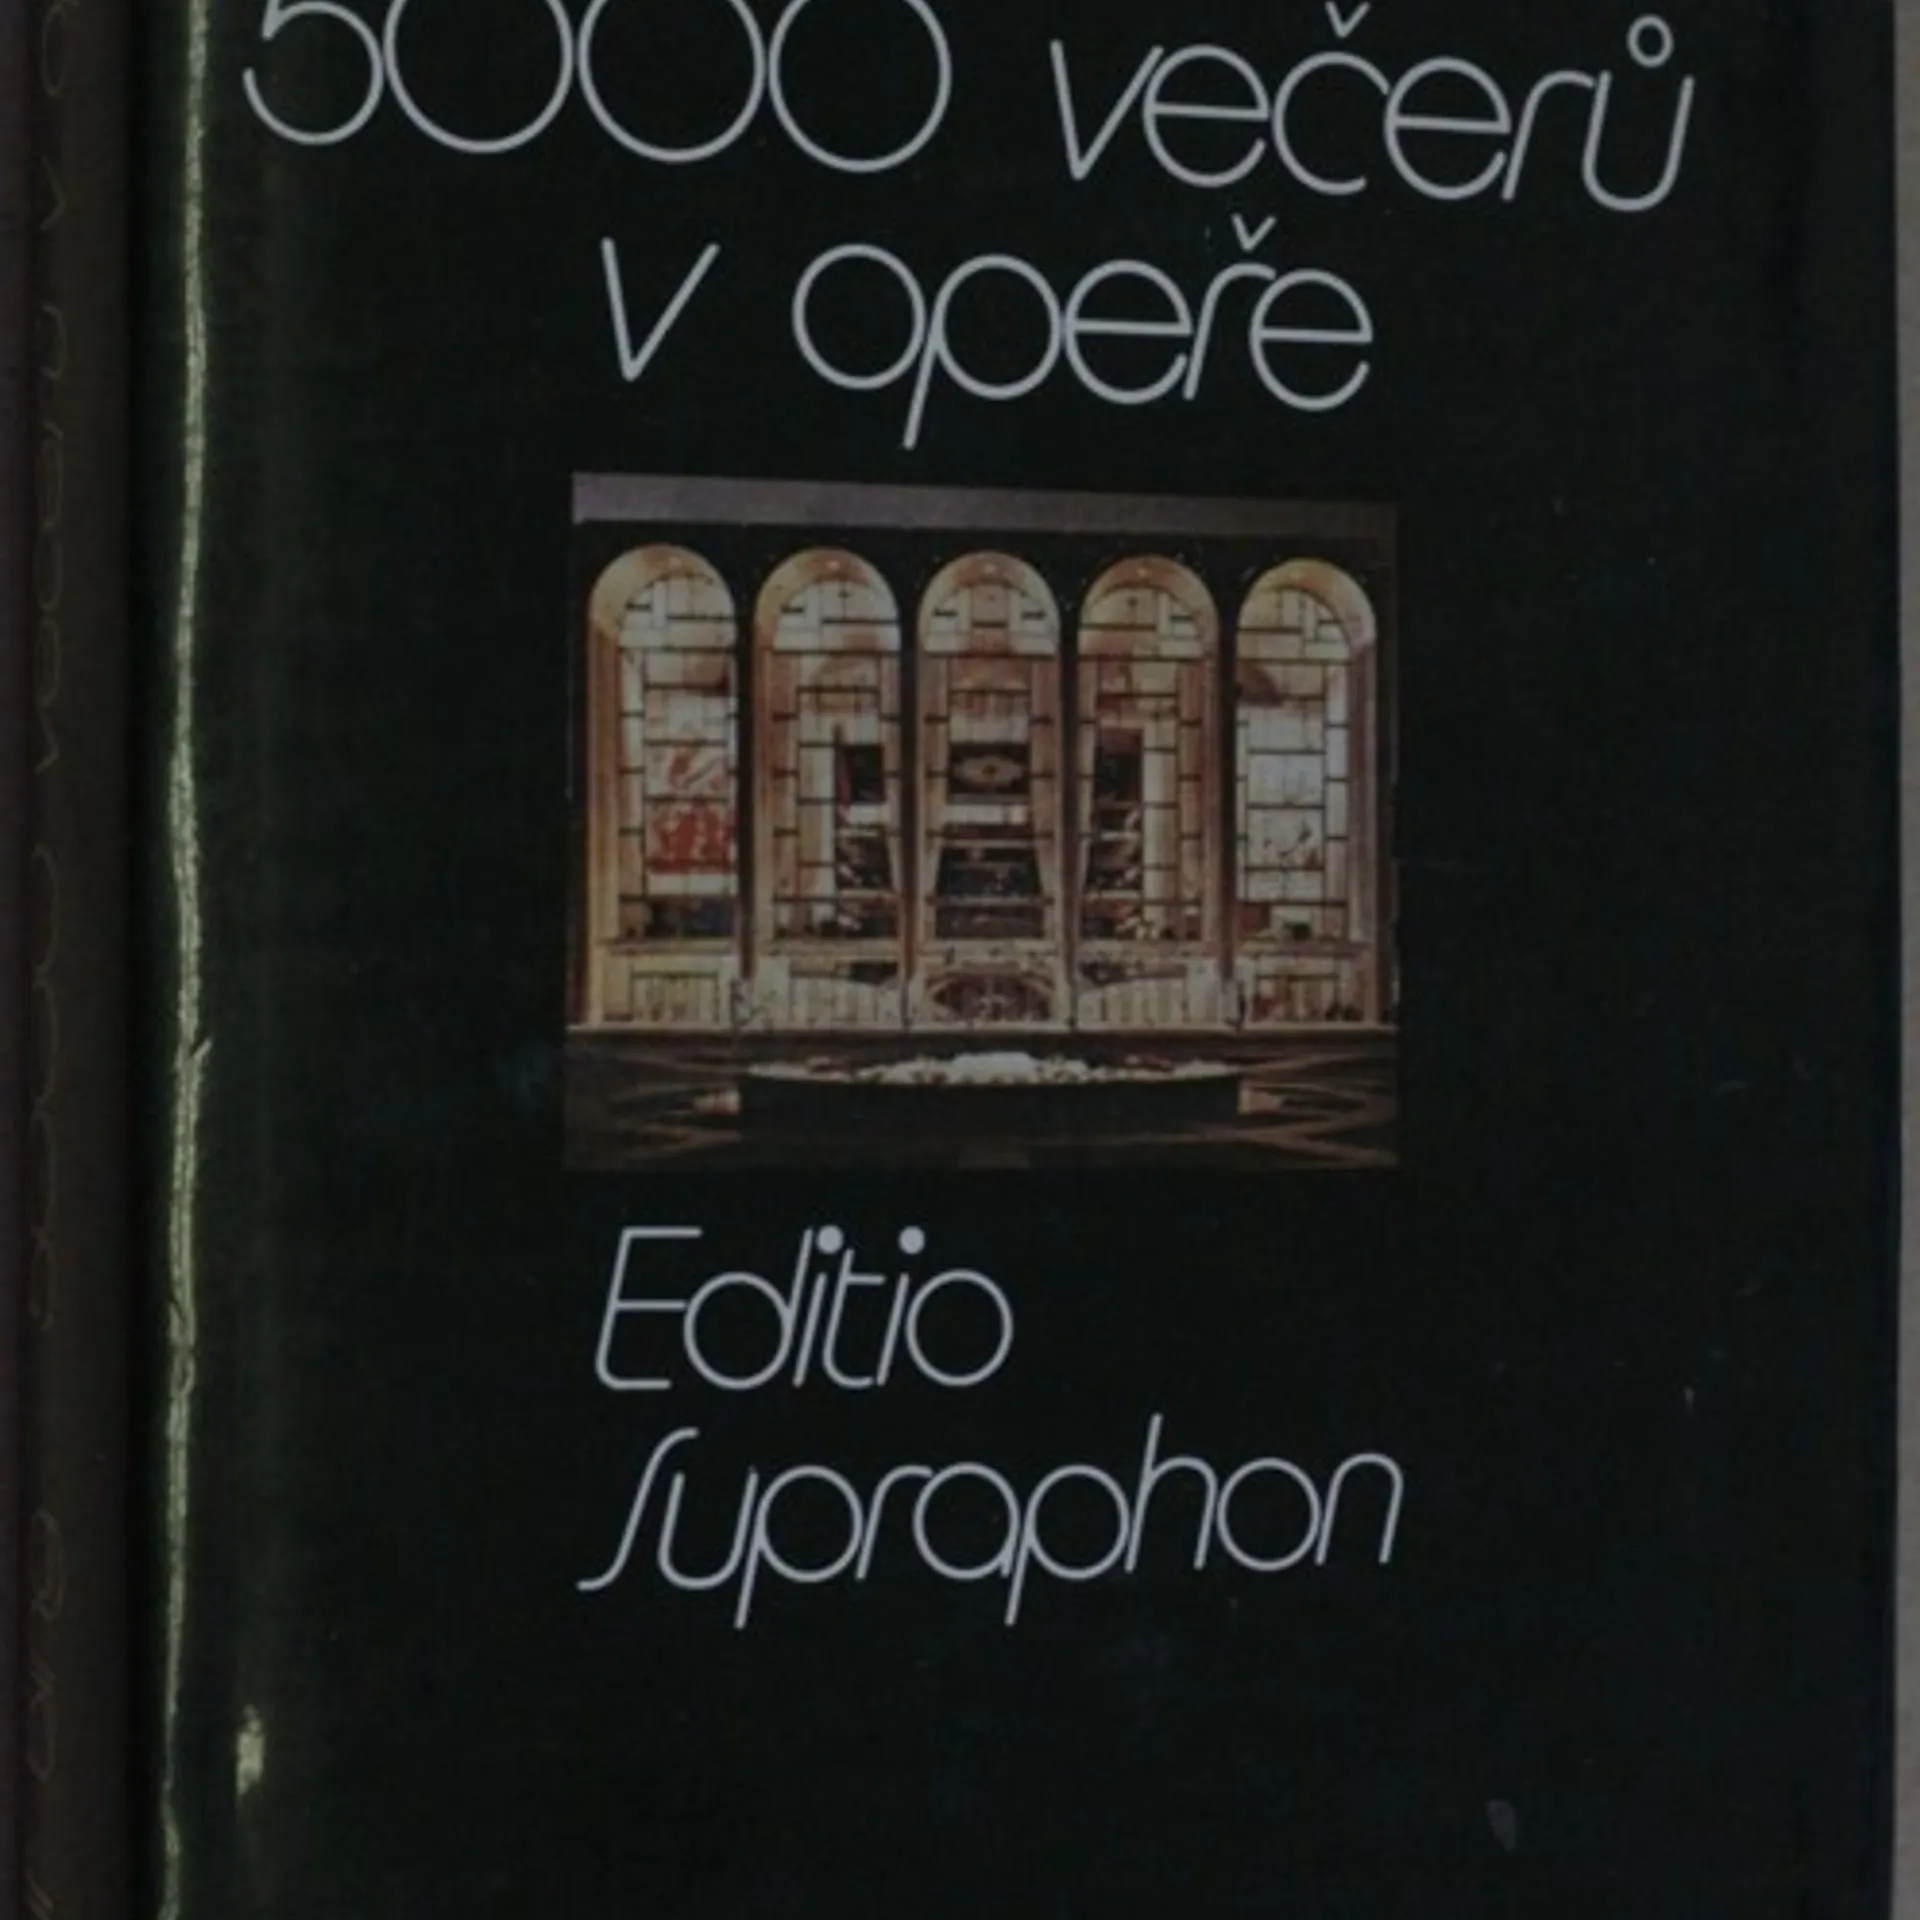 5000 večerů
v opeře
Editio
Supraphon